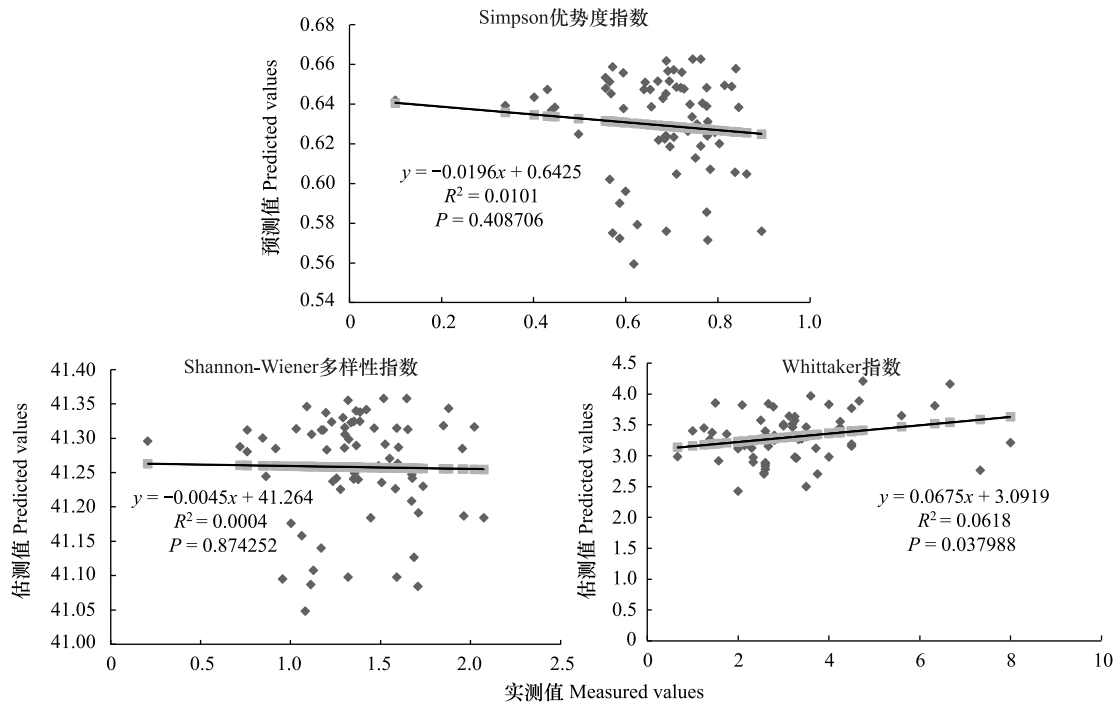 Simpson优势度指数
0.68
0.66
0.64
0.62
0.60
0.58
0.56
0.54
预测值 Predicted values
y = −0.0196x + 0.6425
R² = 0.0101
P = 0.408706
0 0.2 0.4 0.6 0.8 1.0
Shannon-Wiener多样性指数
41.40
41.35
41.30
41.25
41.20
41.15
41.10
41.05
41.00
估测值 Predicted values
y = −0.0045x + 41.264
R² = 0.0004
P = 0.874252
0 0.5 1.0 1.5 2.0 2.5
Whittaker指数
4.5
4.0
3.5
3.0
2.5
2.0
1.5
1.0
0.5
0
估测值 Predicted values
y = 0.0675x + 3.0919
R² = 0.0618
P = 0.037988
0 2 4 6 8 10
实测值 Measured values